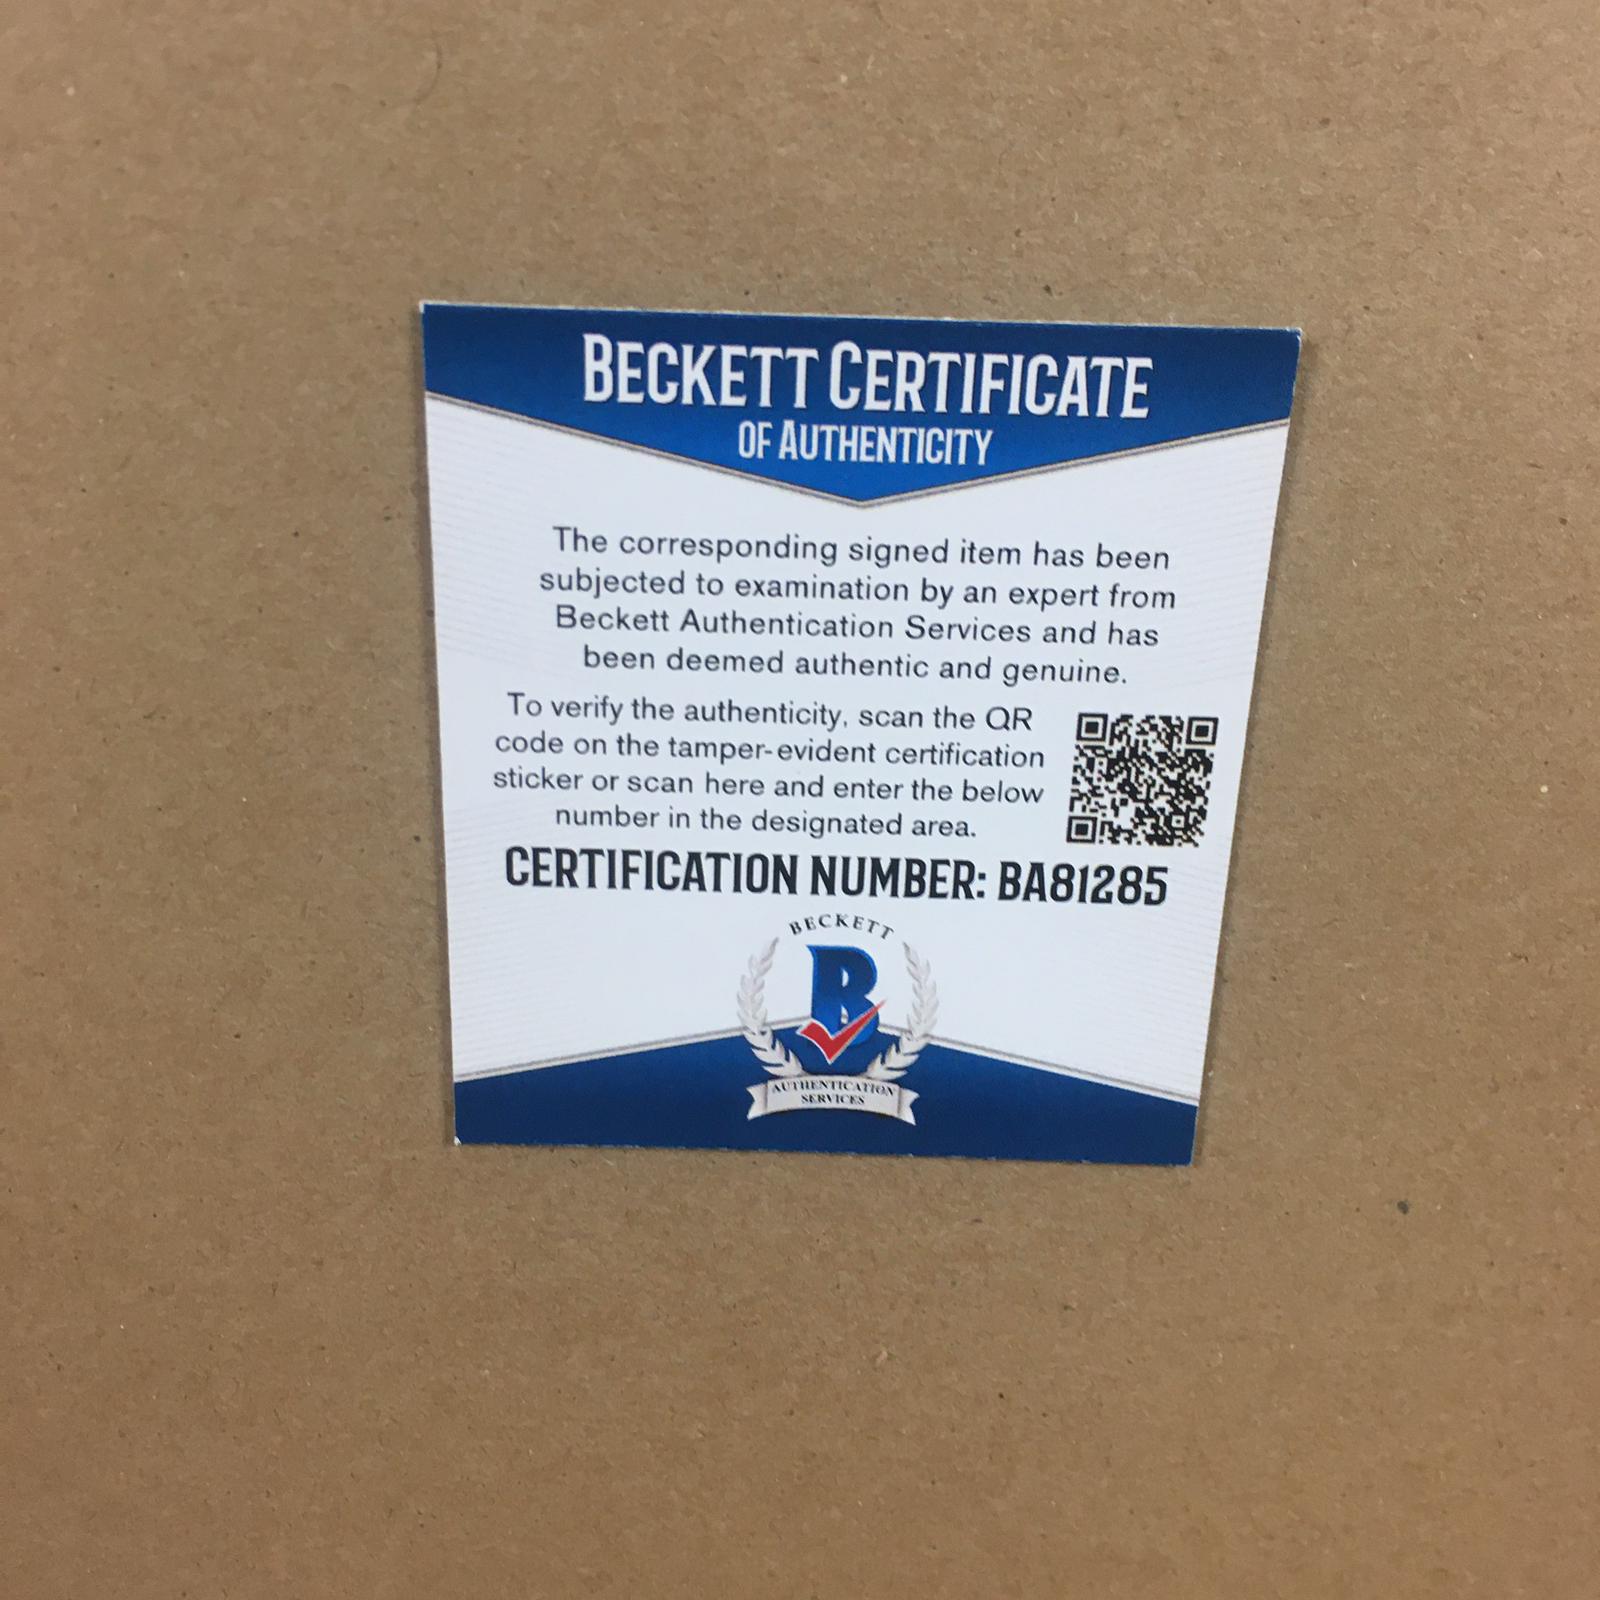 BECKETT CERTIFICATE
OF AUTHENTICITY
The corresponding signed item has been
subjected to examination by an expert from
Beckett Authentication Services and has
been deemed authentic and genuine.
To verify the authenticity, scan the QR
code on the tamper-evident certification
sticker or scan here and enter the below
number in the designated area.
CERTIFICATION NUMBER: BA81285
BECKETT
B
AUTHENTICATION
SERVICES